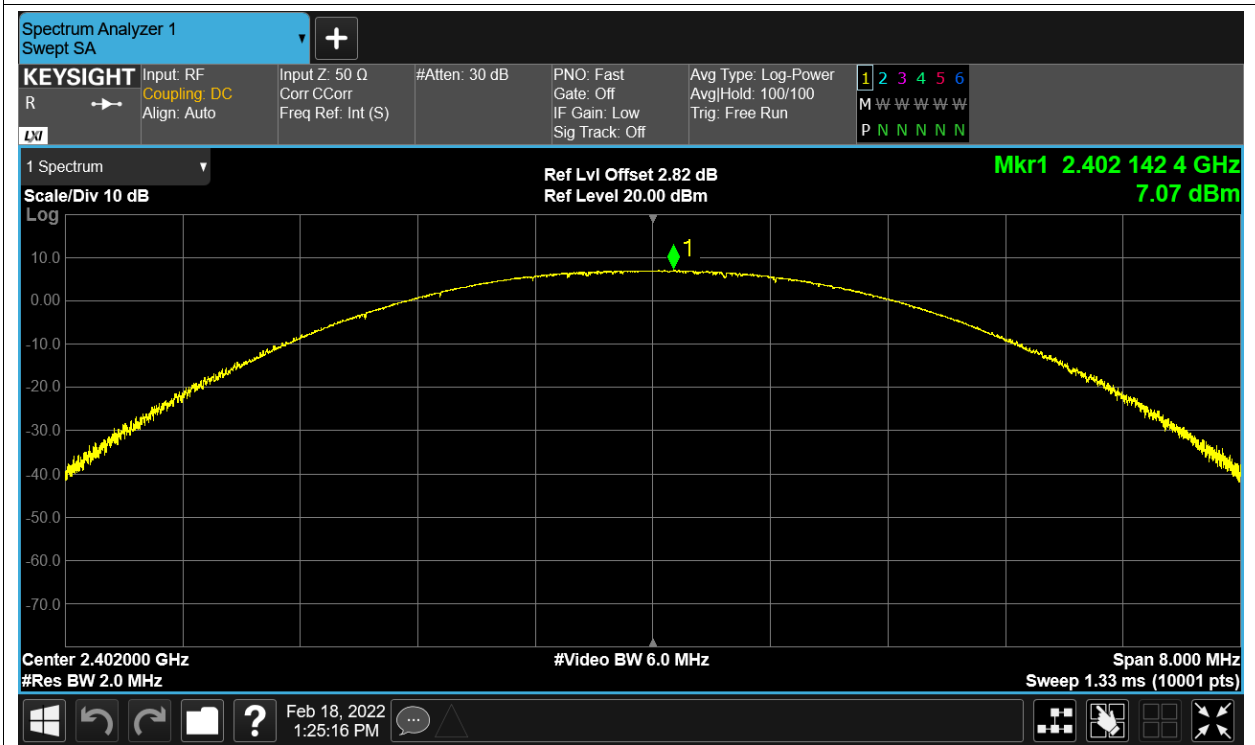 Spectrum Analyzer 1
Swept SA
+
KEYSIGHT
R
LXI
Input: RF
Coupling: DC
Align: Auto
Input Z: 50 Ω
Corr CCorr
Freq Ref: Int (S)
#Atten: 30 dB
PNO: Fast
Gate: Off
IF Gain: Low
Sig Track: Off
Avg Type: Log-Power
Avg|Hold: 100/100
Trig: Free Run
1 2 3 4 5 6
M W W W W W W
P N N N N N
1 Spectrum
Scale/Div 10 dB
Log
Ref Lvl Offset 2.82 dB
Ref Level 20.00 dBm
Mkr1 2.402 142 4 GHz
7.07 dBm
1
10.0
0.00
-10.0
-20.0
-30.0
-40.0
-50.0
-60.0
-70.0
Center 2.402000 GHz
#Res BW 2.0 MHz
#Video BW 6.0 MHz
Span 8.000 MHz
Sweep 1.33 ms (10001 pts)
?
Feb 18, 2022
1:25:16 PM